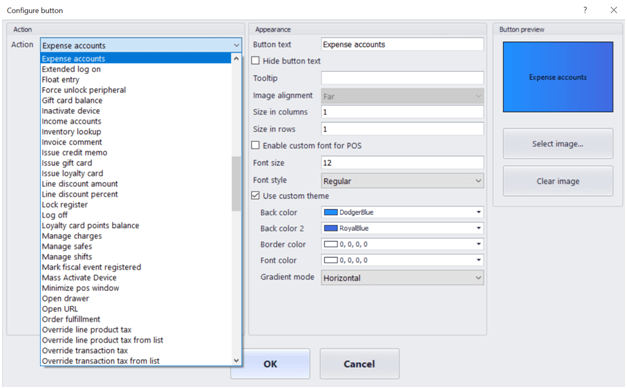 Configure button
Action
Action Expense accounts
Expense accounts
Extended log on
Float entry
Force unlock peripheral
Gift card balance
Inactivate device
Income accounts
Inventory lookup
Invoice comment
Issue credit memo
Issue gift card
Issue loyalty card
Line discount amount
Line discount percent
Lock register
Log off
Loyalty card points balance
Manage charges
Manage safes
Manage shifts
Mark fiscal event registered
Mass Activate Device
Minimize pos window
Open drawer
Open URL
Order fulfillment
Override line product tax
Override line product tax from list
Override transaction tax
Override transaction tax from list
Appearance
Button text Expense accounts
Hide button text
Tooltip
Image alignment Far
Size in columns 1
Size in rows 1
Enable custom font for POS
Font size 12
Font style Regular
Use custom theme
Back color DodgerBlue
Back color 2 RoyalBlue
Border color 0, 0, 0, 0
Font color 0, 0, 0, 0
Gradient mode Horizontal
Button preview
Expense accounts
Select image...
Clear image
OK
Cancel